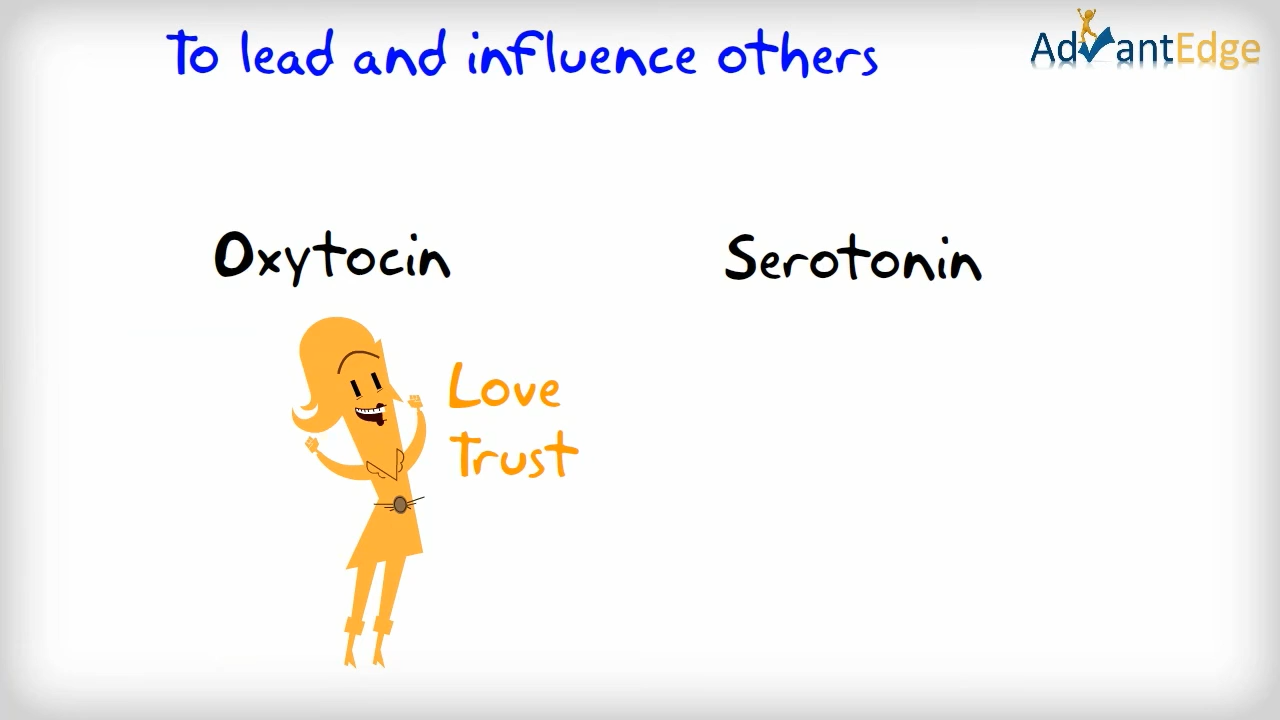 To lead and influence others
AdvantEdge
Oxytocin
Serotonin
Love
Trust